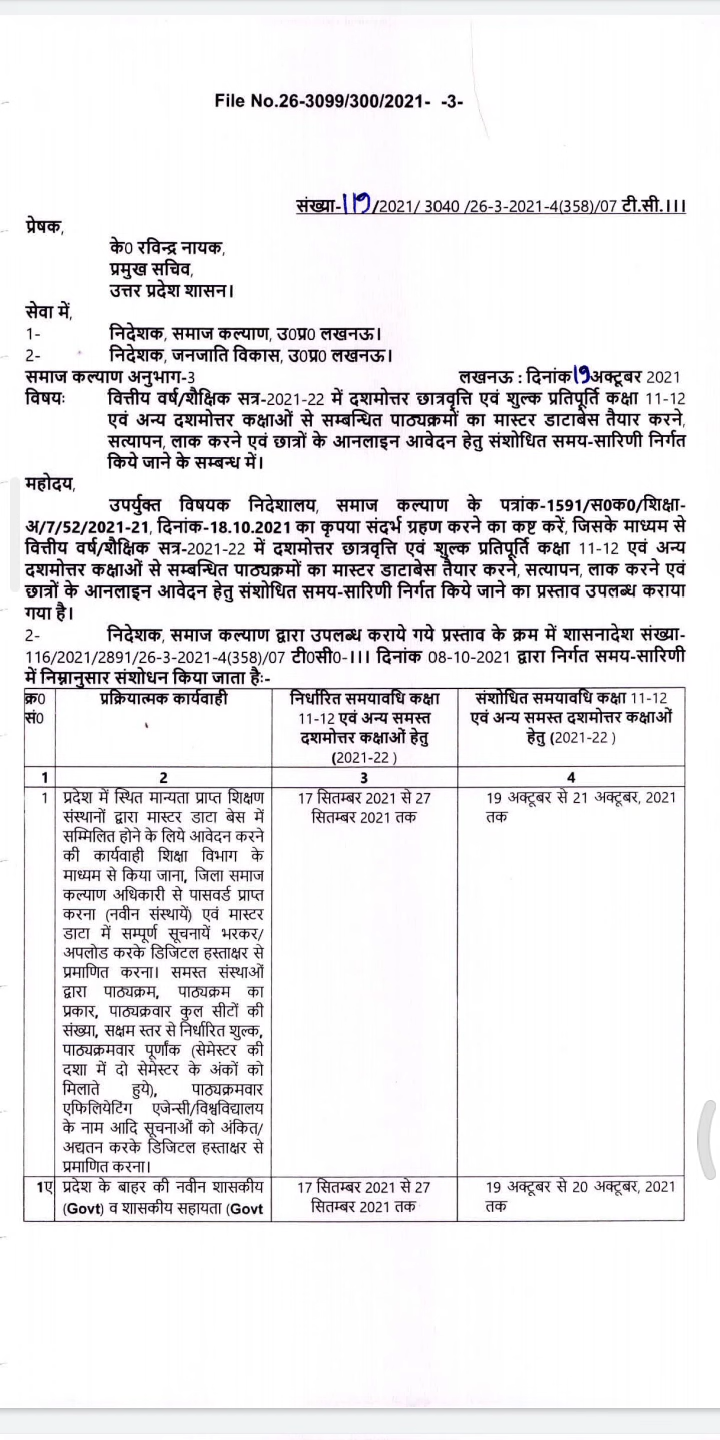 File No.26-3099/300/2021- -3-
संख्या-119/2021/ 3040 /26-3-2021-4(358)/07 टी.सी.III
प्रेषक,
के0 रविन्द्र नायक,
प्रमुख सचिव,
उत्तर प्रदेश शासन।
सेवा में,
1- निदेशक, समाज कल्याण, उ0प्र0 लखनऊ।
2- निदेशक, जनजाति विकास, उ0प्र0 लखनऊ।
समाज कल्याण अनुभाग-3 लखनऊ : दिनांक 19 अक्टूबर 2021
विषयः वित्तीय वर्ष/शैक्षिक सत्र-2021-22 में दशमोत्तर छात्रवृत्ति एवं शुल्क प्रतिपूर्ति कक्षा 11-12
एवं अन्य दशमोत्तर कक्षाओं से सम्बन्धित पाठ्यक्रमों का मास्टर डाटाबेस तैयार करने,
सत्यापन, लाक करने एवं छात्रों के आनलाइन आवेदन हेतु संशोधित समय-सारिणी निर्गत
किये जाने के सम्बन्ध में।
महोदय,
उपर्युक्त विषयक निदेशालय, समाज कल्याण के पत्रांक-1591/स0क0/शिक्षा-
अ/7/52/2021-21, दिनांक-18.10.2021 का कृपया संदर्भ ग्रहण करने का कष्ट करें, जिसके माध्यम से
वित्तीय वर्ष/शैक्षिक सत्र-2021-22 में दशमोत्तर छात्रवृत्ति एवं शुल्क प्रतिपूर्ति कक्षा 11-12 एवं अन्य
दशमोत्तर कक्षाओं से सम्बन्धित पाठ्यक्रमों का मास्टर डाटाबेस तैयार करने, सत्यापन, लाक करने एवं
छात्रों के आनलाइन आवेदन हेतु संशोधित समय-सारिणी निर्गत किये जाने का प्रस्ताव उपलब्ध कराया
गया है।
2- निदेशक, समाज कल्याण द्वारा उपलब्ध कराये गये प्रस्ताव के क्रम में शासनादेश संख्या-
116/2021/2891/26-3-2021-4(358)/07 टी0सी0-III दिनांक 08-10-2021 द्वारा निर्गत समय-सारिणी
में निम्नानुसार संशोधन किया जाता हैः-
क्र0
सं0
प्रक्रियात्मक कार्यवाही
निर्धारित समयावधि कक्षा
11-12 एवं अन्य समस्त
दशमोत्तर कक्षाओं हेतु
(2021-22 )
संशोधित समयावधि कक्षा 11-12
एवं अन्य समस्त दशमोत्तर कक्षाओं
हेतु (2021-22 )
1 2 3 4
1
प्रदेश में स्थित मान्यता प्राप्त शिक्षण
संस्थानों द्वारा मास्टर डाटा बेस में
सम्मिलित होने के लिये आवेदन करने
की कार्यवाही शिक्षा विभाग के
माध्यम से किया जाना, जिला समाज
कल्याण अधिकारी से पासवर्ड प्राप्त
करना (नवीन संस्थायें) एवं मास्टर
डाटा में सम्पूर्ण सूचनायें भरकर/
अपलोड करके डिजिटल हस्ताक्षर से
प्रमाणित करना। समस्त संस्थाओं
द्वारा पाठ्यक्रम, पाठ्यक्रम का
प्रकार, पाठ्यक्रवार कुल सीटों की
संख्या, सक्षम स्तर से निर्धारित शुल्क,
पाठ्यक्रमवार पूर्णांक (सेमेस्टर की
दशा में दो सेमेस्टर के अंकों को
मिलाते हुये), पाठ्यक्रमवार
एफिलियेटिंग एजेन्सी/विश्वविद्यालय
के नाम आदि सूचनाओं को अंकित/
अद्यतन करके डिजिटल हस्ताक्षर से
प्रमाणित करना।
17 सितम्बर 2021 से 27
सितम्बर 2021 तक
19 अक्टूबर से 21 अक्टूबर, 2021
तक
1ए
प्रदेश के बाहर की नवीन शासकीय
(Govt) व शासकीय सहायता (Govt
17 सितम्बर 2021 से 27
सितम्बर 2021 तक
19 अक्टूबर से 20 अक्टूबर, 2021
तक